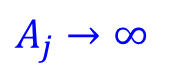 A_j → ∞